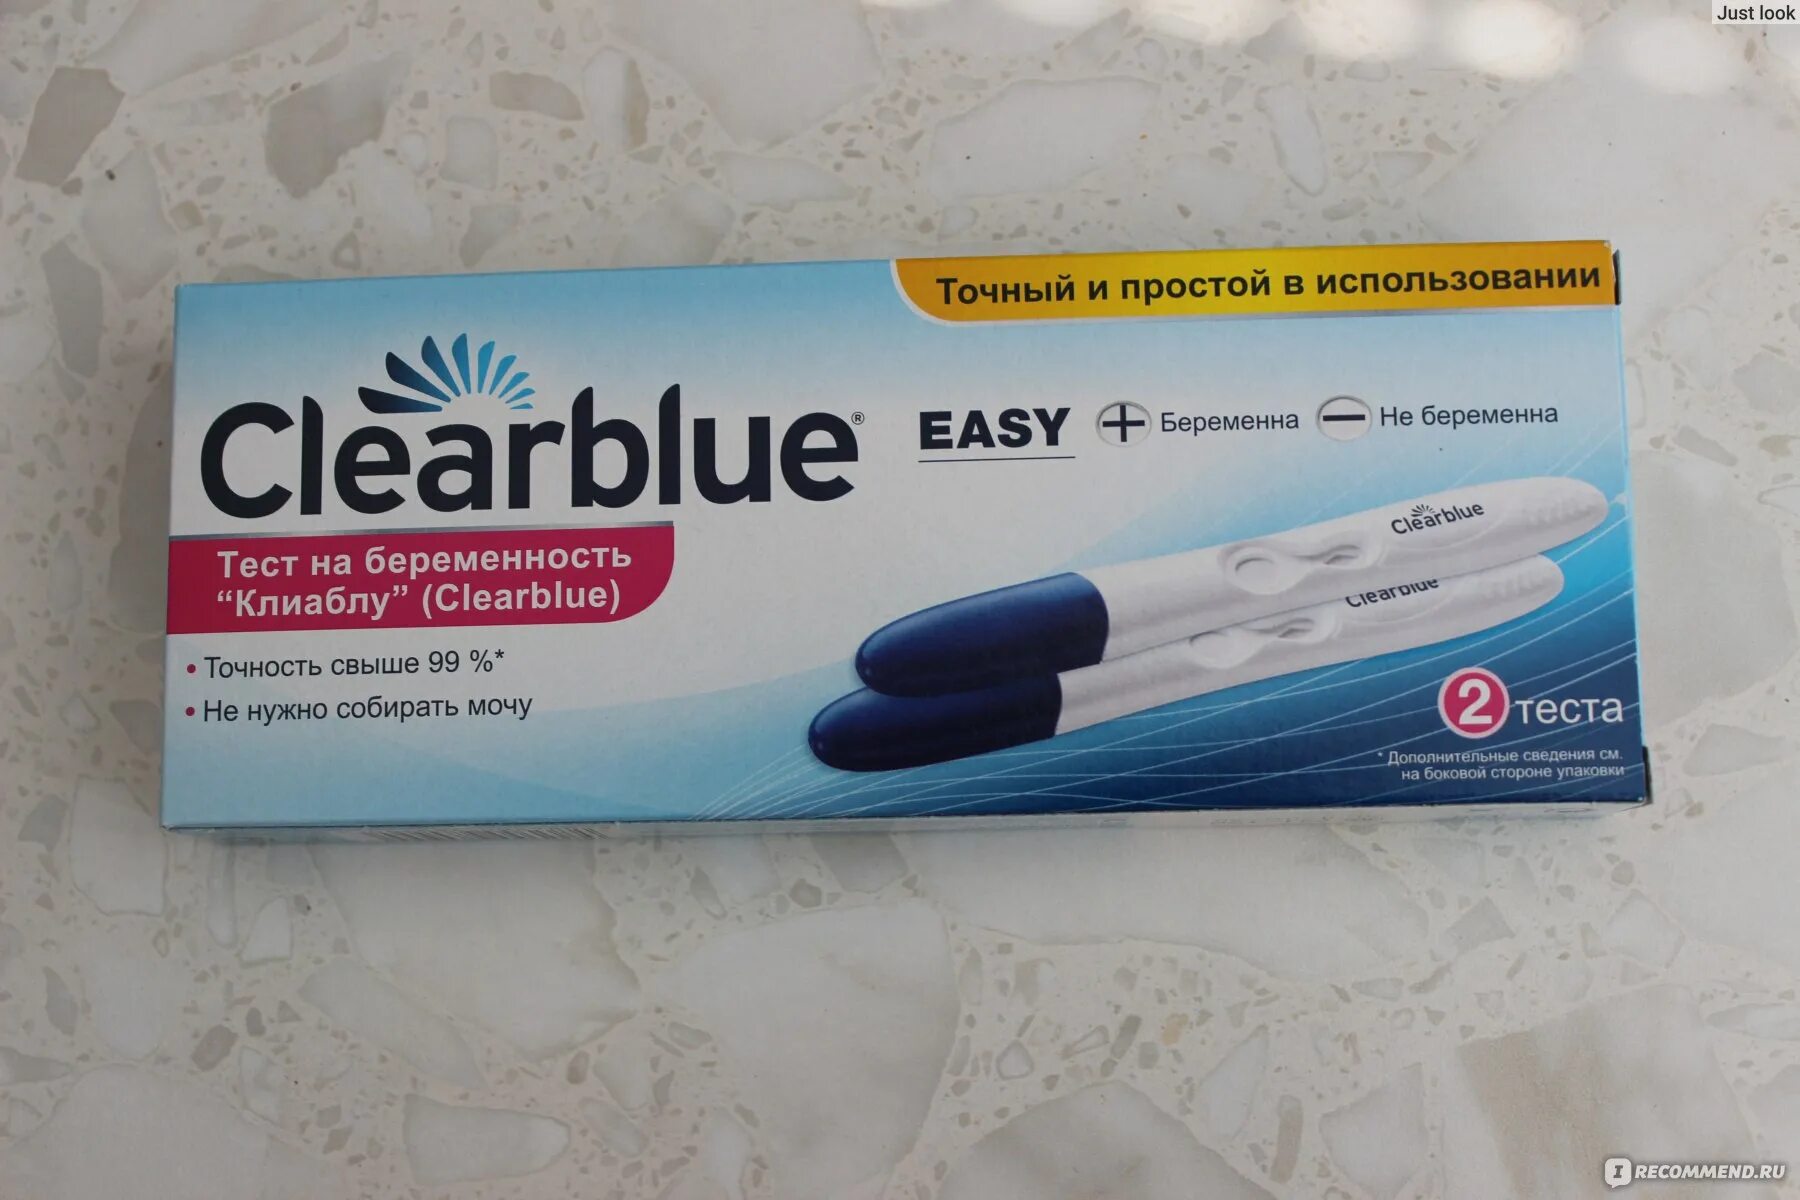 Just look
Точный и простой в использовании
Clearblue®
EASY
Беременна
Не беременна
Тест на беременность
“Клиаблу” (Clearblue)
• Точность свыше 99 %*
• Не нужно собирать мочу
Clearblue
Clearblue
2 теста
* Дополнительные сведения см.
на боковой стороне упаковки
IRECOMMEND.RU